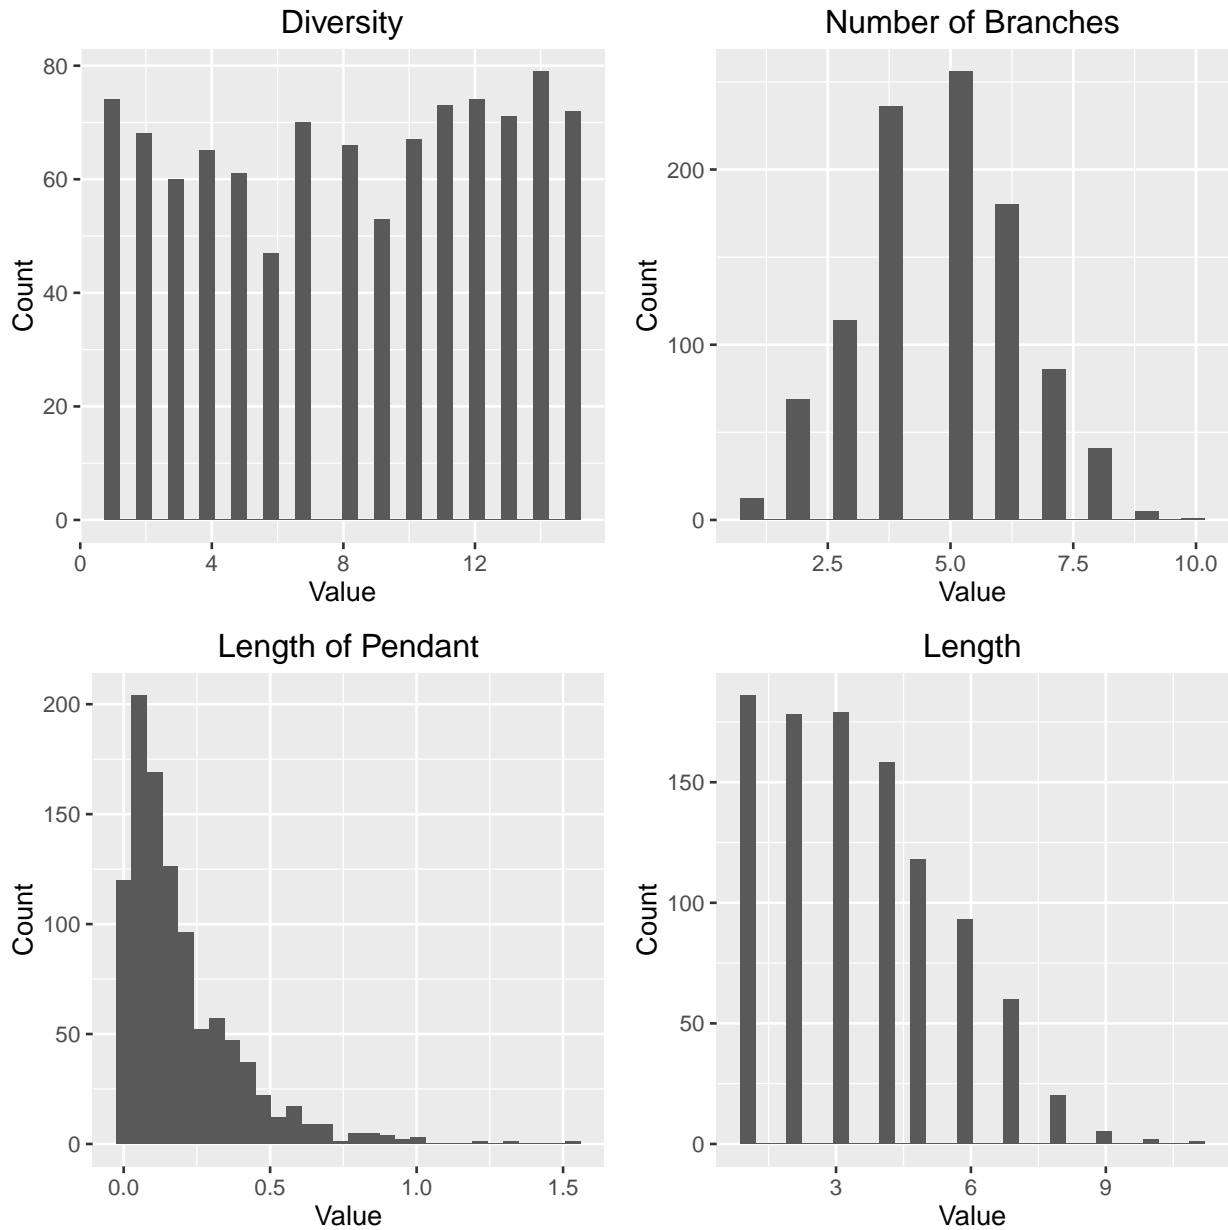 Diversity
80
60
40
20
0
Count
0 4 8 12
Value
Number of Branches
200
100
0
Count
2.5 5.0 7.5 10.0
Value
Length of Pendant
200
150
100
50
0
Count
0.0 0.5 1.0 1.5
Value
Length
150
100
50
0
Count
3 6 9
Value